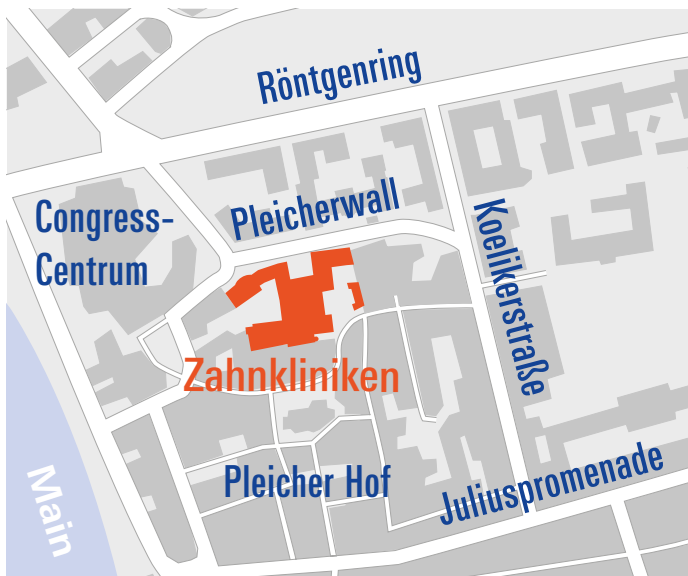 Röntgenring
Pleicherwall
Congress-
Centrum
Koelikerstraße
Zahnkliniken
Pleicher Hof
Juliuspromenade
Main